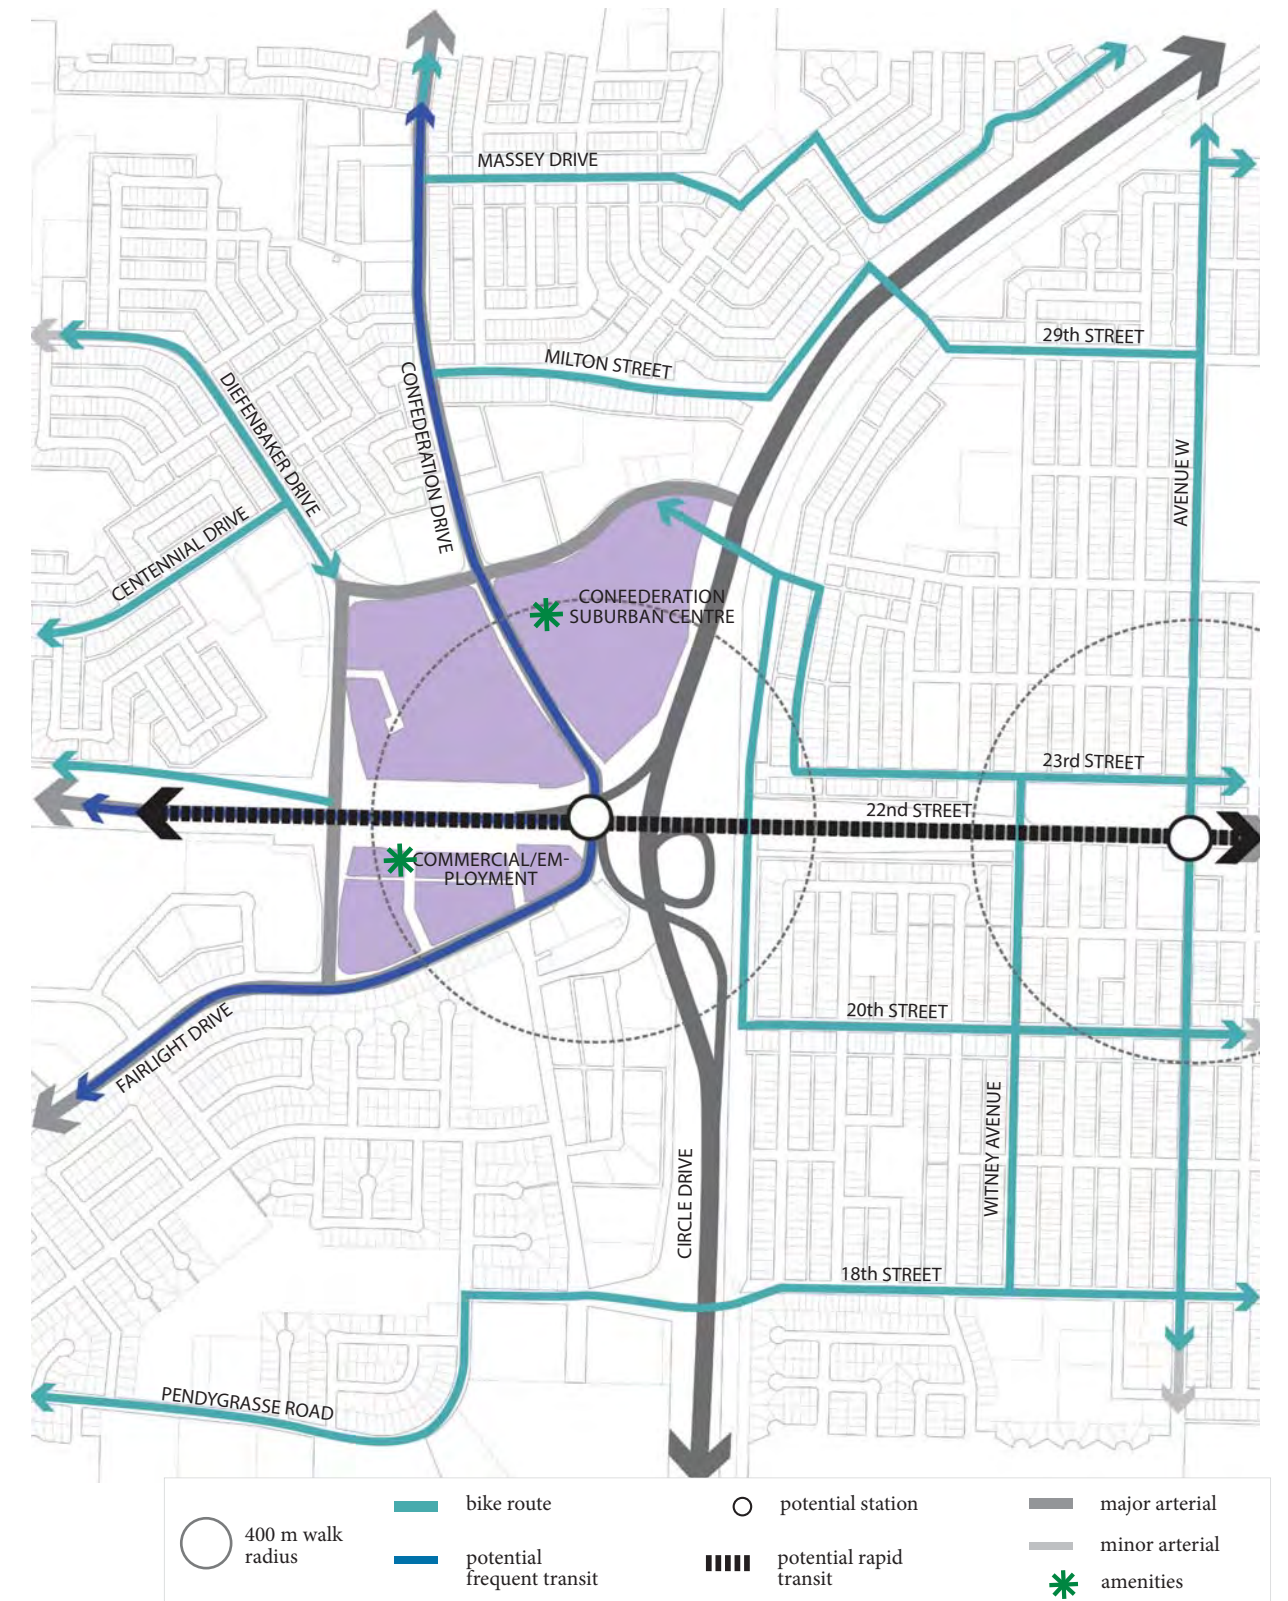 MASSEY DRIVE
29th STREET
MILTON STREET
DIEFENBAKER DRIVE
CONFEDERATION DRIVE
AVENUE W
CENTENNIAL DRIVE
CONFEDERATION
SUBURBAN CENTRE
23rd STREET
22nd STREET
COMMERCIAL/EM-
PLOYMENT
20th STREET
FAIRLIGHT DRIVE
WITNEY AVENUE
CIRCLE DRIVE
18th STREET
PENDYGRASSE ROAD
400 m walk
radius
bike route
potential
frequent transit
potential station
potential rapid
transit
major arterial
minor arterial
amenities